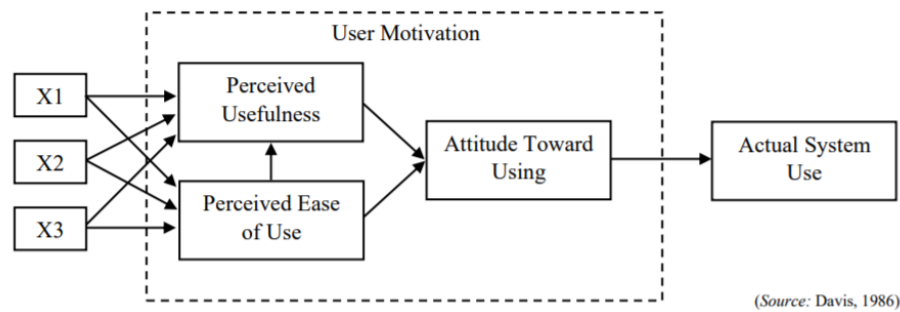 User Motivation
X1
X2
X3
Perceived
Usefulness
Perceived Ease
of Use
Attitude Toward
Using
Actual System
Use
(Source: Davis, 1986)